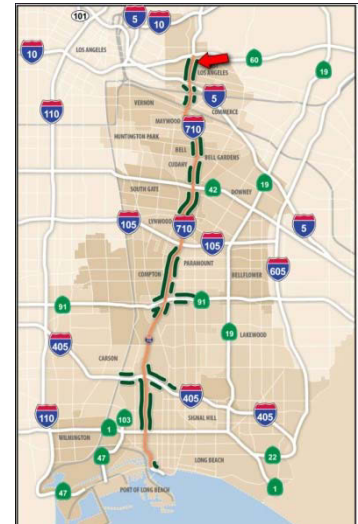 101
5
10
10
LOS ANGELES
LOS ANGELES
60
19
VERNON
5
COMMERCE
110
MAYWOOD
HUNTINGTON PARK
710
BELL
BELL GARDENS
CUDAHY
SOUTH GATE
42
DOWNEY
19
105
LYNWOOD
710
105
5
PARAMOUNT
COMPTON
BELLFLOWER
605
91
91
19
LAKEWOOD
405
CARSON
405
SIGNAL HILL
405
110
103
1
WILMINGTON
47
LONG BEACH
22
47
PORT OF LONG BEACH
1